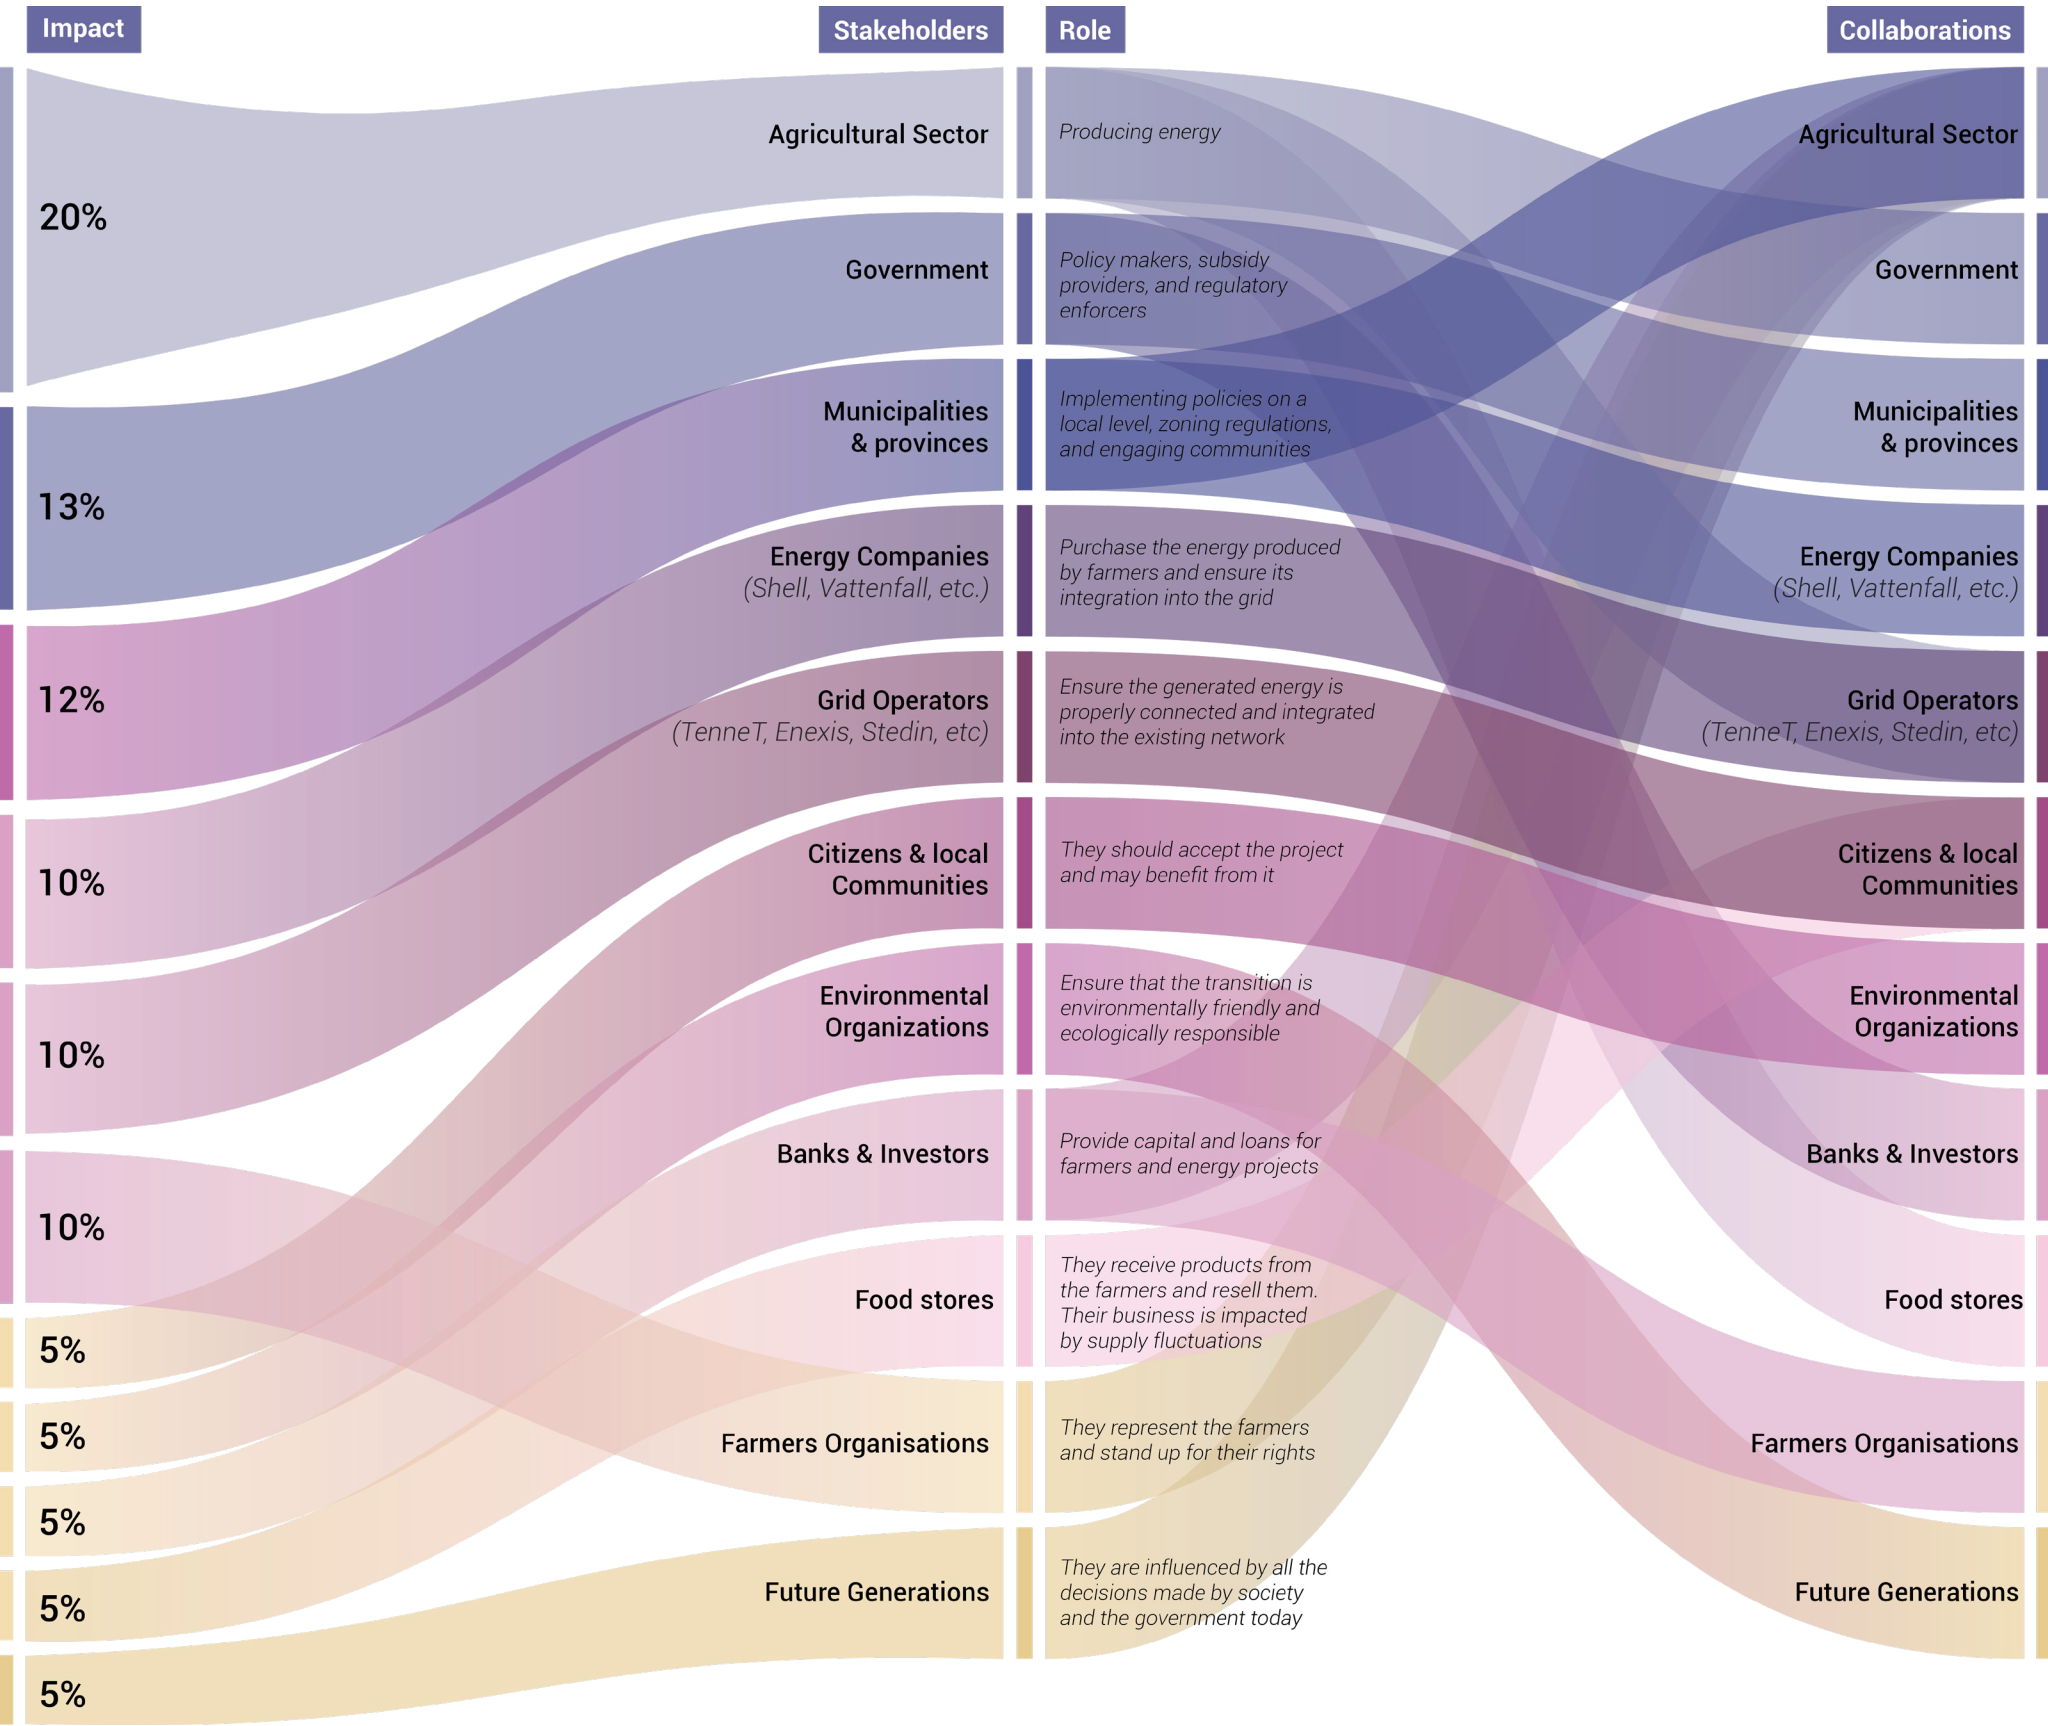 Impact
Stakeholders
Role
Collaborations
20%
13%
12%
10%
10%
10%
5%
5%
5%
5%
5%
Agricultural Sector
Government
Municipalities
& provinces
Energy Companies
(Shell, Vattenfall, etc.)
Grid Operators
(TenneT, Enexis, Stedin, etc)
Citizens & local
Communities
Environmental
Organizations
Banks & Investors
Food stores
Farmers Organisations
Future Generations
Producing energy
Policy makers, subsidy
providers, and regulatory
enforcers
Implementing policies on a
local level, zoning regulations,
and engaging communities
Purchase the energy produced
by farmers and ensure its
integration into the grid
Ensure the generated energy is
properly connected and integrated
into the existing network
They should accept the project
and may benefit from it
Ensure that the transition is
environmentally friendly and
ecologically responsible
Provide capital and loans for
farmers and energy projects
They receive products from
the farmers and resell them.
Their business is impacted
by supply fluctuations
They represent the farmers
and stand up for their rights
They are influenced by all the
decisions made by society
and the government today
Agricultural Sector
Government
Municipalities
& provinces
Energy Companies
(Shell, Vattenfall, etc.)
Grid Operators
(TenneT, Enexis, Stedin, etc)
Citizens & local
Communities
Environmental
Organizations
Banks & Investors
Food stores
Farmers Organisations
Future Generations